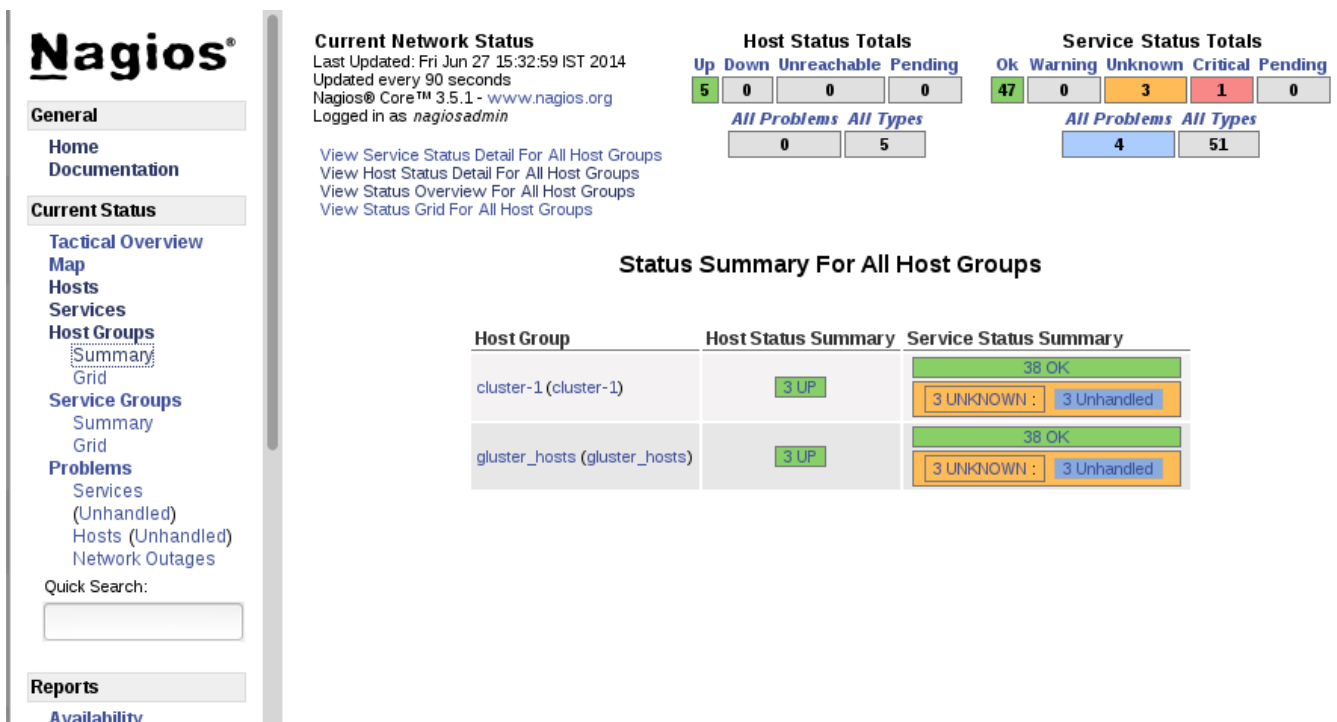 Nagios®
General
Home
Documentation
Current Status
Tactical Overview
Map
Hosts
Services
Host Groups
Summary
Grid
Service Groups
Summary
Grid
Problems
Services
(Unhandled)
Hosts (Unhandled)
Network Outages
Quick Search:
Reports
Availability
Current Network Status
Last Updated: Fri Jun 27 15:32:59 IST 2014
Updated every 90 seconds
Nagios® Core™ 3.5.1 - www.nagios.org
Logged in as nagiosadmin
View Service Status Detail For All Host Groups
View Host Status Detail For All Host Groups
View Status Overview For All Host Groups
View Status Grid For All Host Groups
Host Status Totals
Up Down Unreachable Pending
5 0 0 0
All Problems All Types
0 5
Service Status Totals
Ok Warning Unknown Critical Pending
47 0 3 1 0
All Problems All Types
4 51
Status Summary For All Host Groups
Host Group Host Status Summary Service Status Summary
cluster-1 (cluster-1) 3 UP 38 OK
3 UNKNOWN : 3 Unhandled
gluster_hosts (gluster_hosts) 3 UP 38 OK
3 UNKNOWN : 3 Unhandled